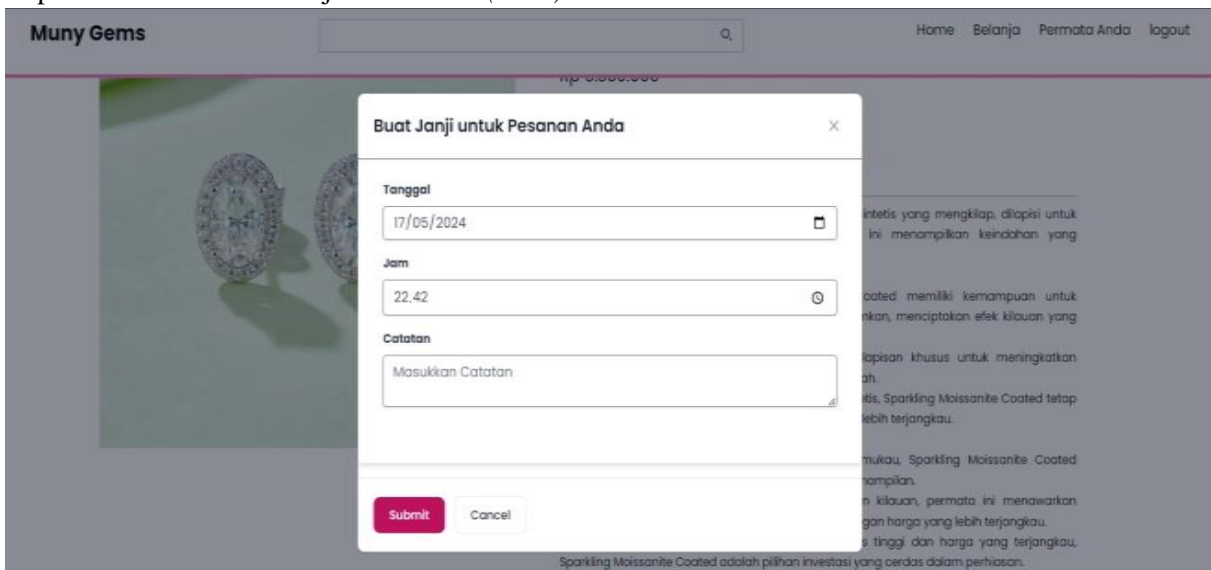 Muny Gems
Home Belanja Permata Anda logout
Buat Janji untuk Pesanan Anda
Tanggal
17/05/2024
Jam
22.42
Catatan
Masukkan Catatan
Submit Cancel
intetis yang mengkilap, dilapisi untuk
ini menampilkan keindahan yang
oated memiliki kemampuan untuk
nkan, menciptakan efek kilauan yang
lapisan khusus untuk meningkatkan
ah.
tis, Sparkling Moissanite Coated tetap
lebih terjangkau.
mukau, Sparkling Moissanite Coated
nampilan.
n kilauan, permata ini menawarkan
gan harga yang lebih terjangkau.
s tinggi dan harga yang terjangkau,
Sparkling Moissanite Coated adalah pilihan investasi yang cerdas dalam perhiasan.